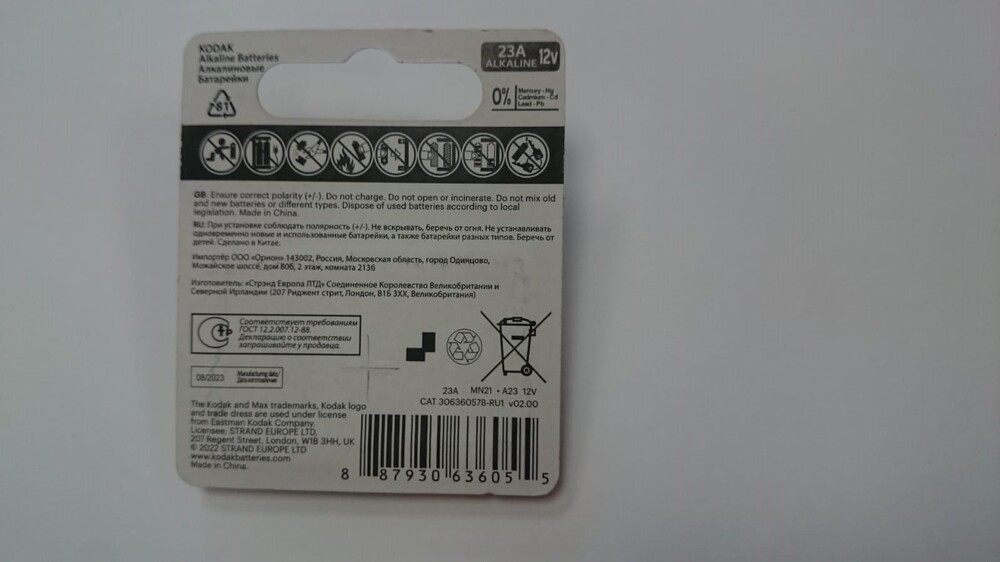 KODAK
Alkaline Batteries
Алкалиновые
Батарейки
81
23A
ALKALINE
12V
0%
Mercury - Hg
Cadmium - Cd
Lead - Pb
GB: Ensure correct polarity (+/-). Do not charge. Do not open or incinerate. Do not mix old
and new batteries or different types. Dispose of used batteries according to local
legislation. Made in China.
RU: При установке соблюдать полярность (+/-). Не вскрывать, беречь от огня. Не устанавливать
одновременно новые и использованные батарейки, а также батарейки разных типов. Беречь от
детей. Сделано в Китае.
Импортёр ООО «Орион» 143002, Россия, Московская область, город Одинцово,
Можайское шоссе, дом 80б, 2 этаж, комната 2136
Изготовитель: «Стрэнд Европа ЛТД» Соединенное Королевство Великобритании и
Северной Ирландии (207 Риджент стрит, Лондон, В1Б 3ХХ, Великобритания)
Соответствует требованиям
ГОСТ 12.2.007.12-88.
Декларацию о соответствии
запрашивайте у продавца.
08/2023
Manufacturing date/
Дата изготовления
23A MN21 • A23 12V
CAT 30636057B-RU1 v02.00
The Kodak and Max trademarks, Kodak logo
and trade dress are used under license
from Eastman Kodak Company.
Licensee: STRAND EUROPE LTD,
207 Regent Street, London, W1B 3HH, UK
© 2022 STRAND EUROPE LTD
www.kodakbatteries.com
Made in China.
8 87930 63605 5